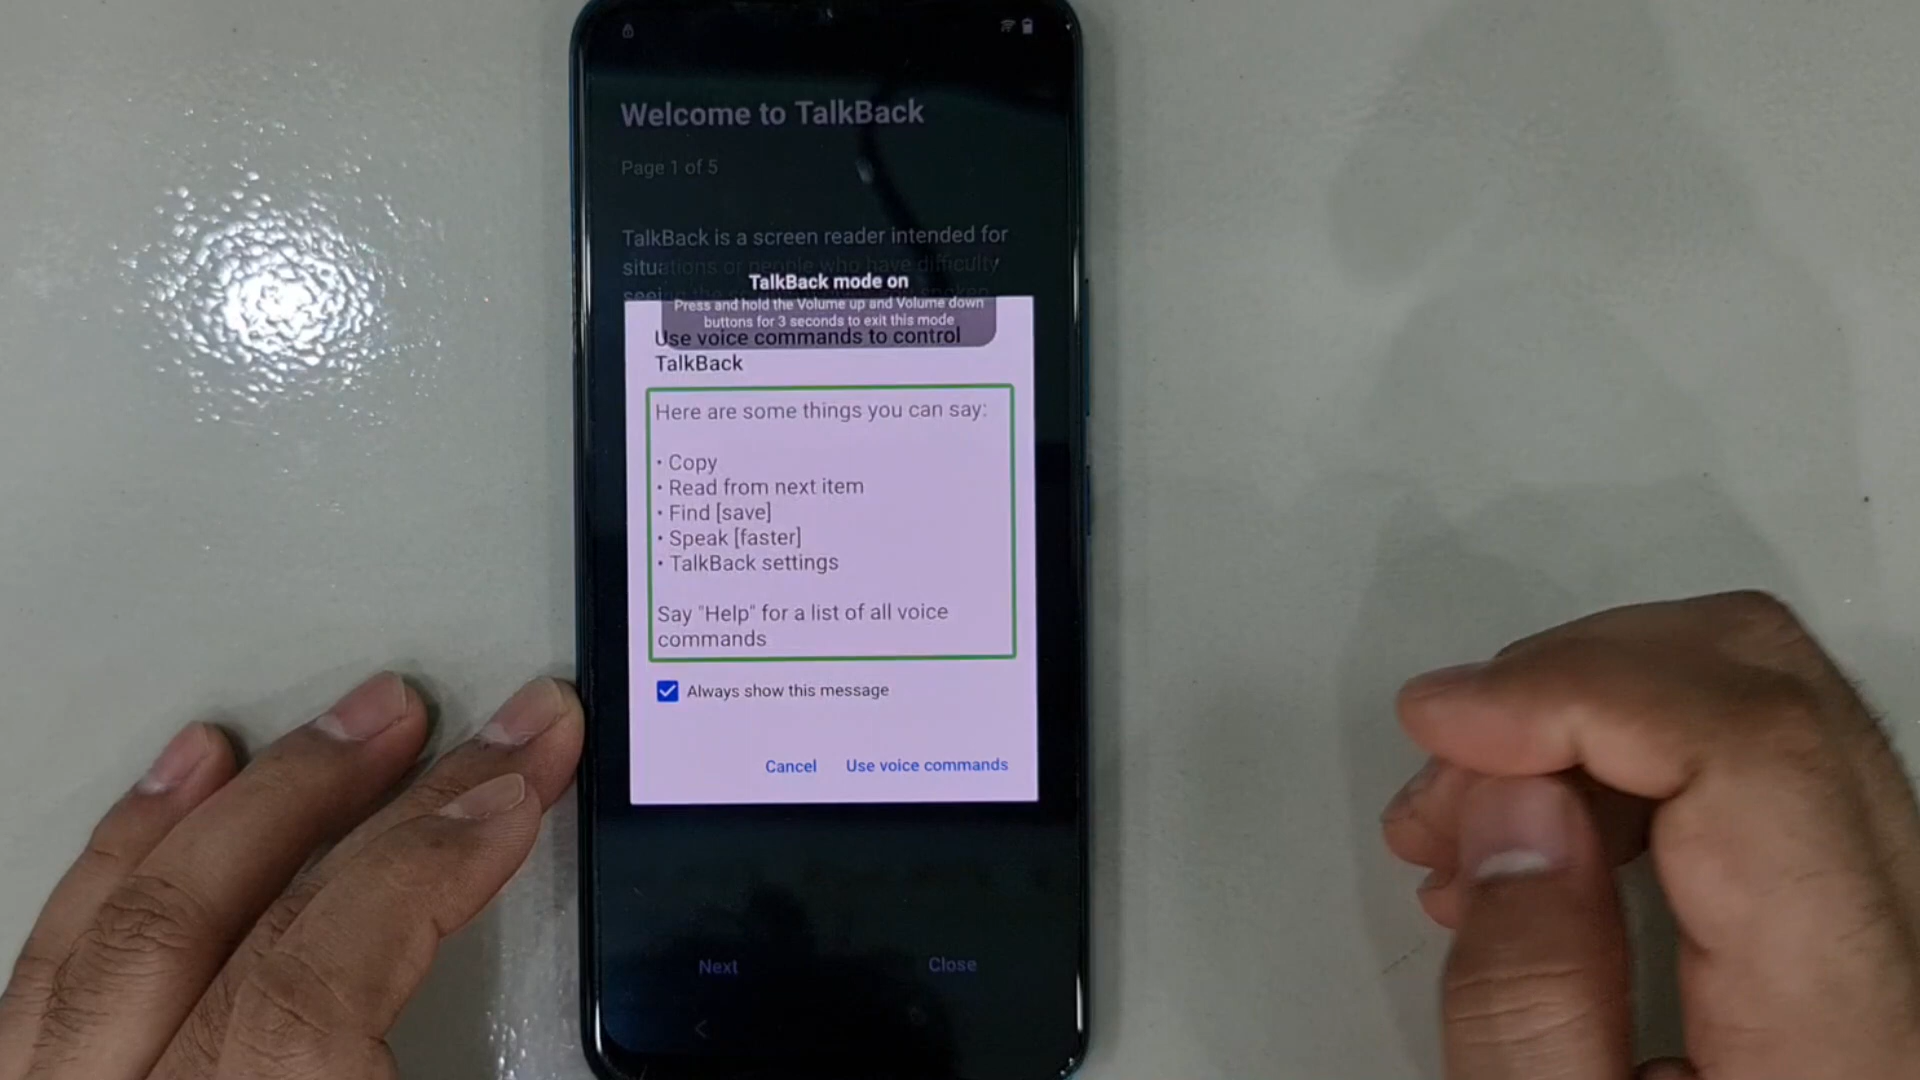 Welcome to TalkBack
Page 1 of 5
TalkBack is a screen reader intended for
situations or people who have difficulty
TalkBack mode on
Press and hold the Volume up and Volume down
buttons for 3 seconds to exit this mode
Use voice commands to control
TalkBack
Here are some things you can say:
• Copy
• Read from next item
• Find [save]
• Speak [faster]
• TalkBack settings
Say "Help" for a list of all voice
commands
Always show this message
Cancel Use voice commands
Next Close